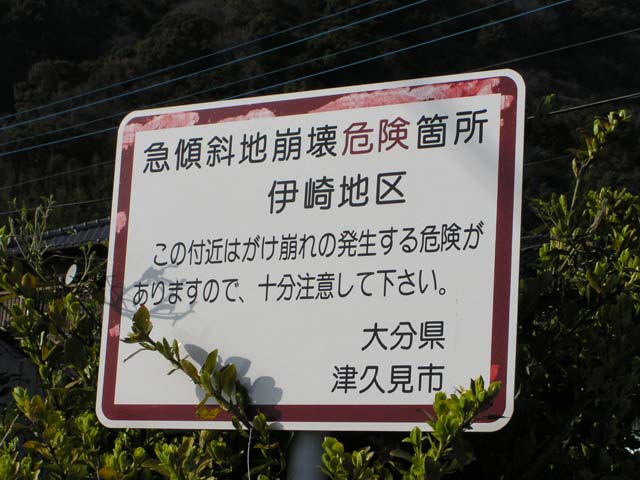 急傾斜地崩壊危険箇所
伊崎地区
この付近はがけ崩れの発生する危険が
ありますので、十分注意して下さい。
大分県
津久見市